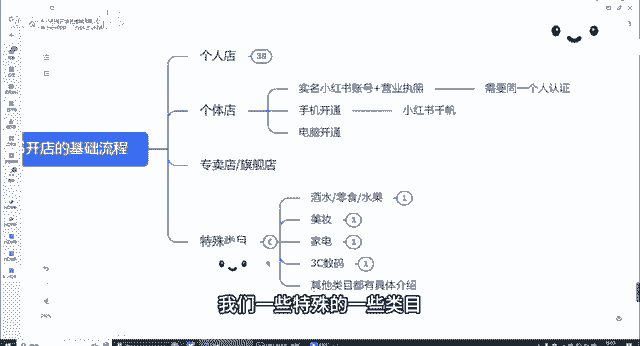 个人店
38
个体店
实名小红书账号+营业执照
需要同一个人认证
手机开通
小红书千帆
电脑开通
开店的基础流程
专卖店/旗舰店
酒水/零食/水果
1
美妆
1
特殊类目
家电
1
3C数码
1
其他类目都有具体介绍
我们一些特殊的一些类目